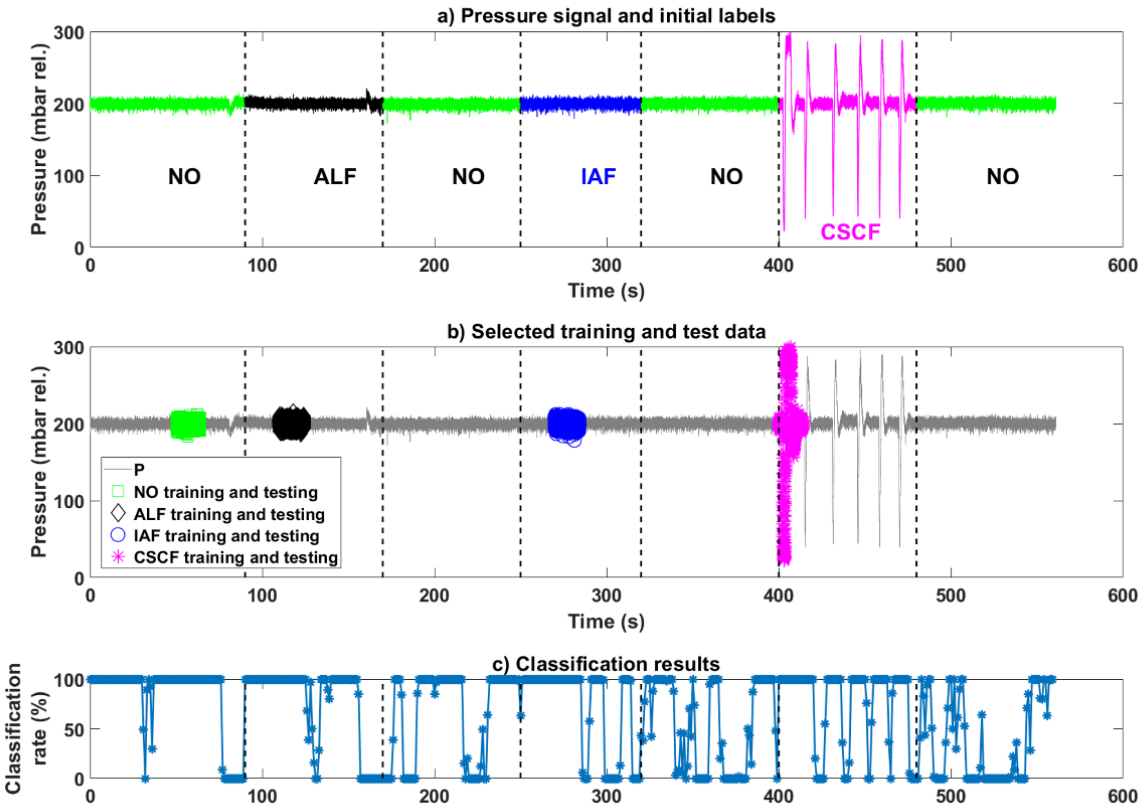 a) Pressure signal and initial labels
300
200
100
0
Pressure (mbar rel.)
NO ALF NO IAF NO CSCF NO
0 100 200 300 400 500 600
Time (s)
b) Selected training and test data
300
200
100
0
Pressure (mbar rel.)
P
NO training and testing
ALF training and testing
IAF training and testing
CSCF training and testing
0 100 200 300 400 500 600
Time (s)
c) Classification results
100
50
0
Classification
rate (%)
0 100 200 300 400 500 600